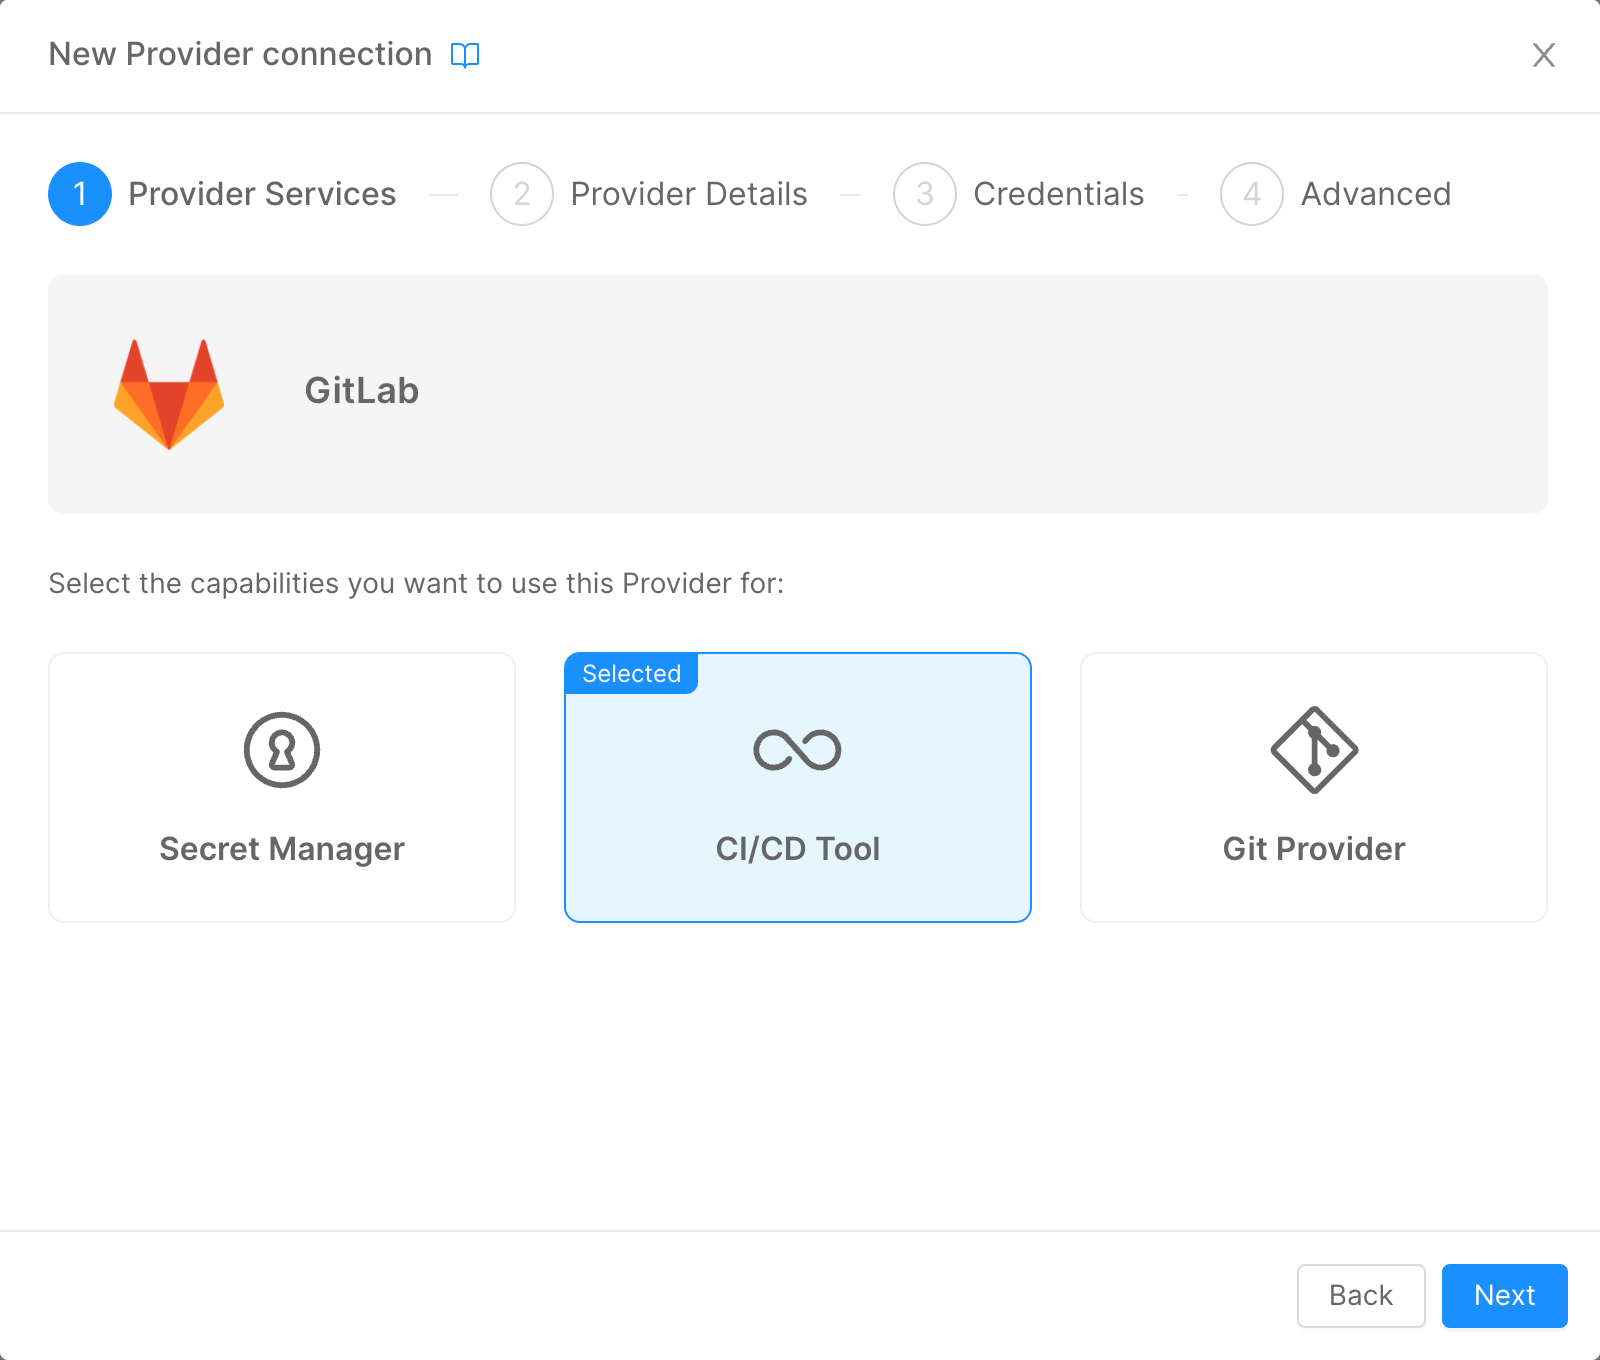 New Provider connection
1 Provider Services
2 Provider Details
3 Credentials
4 Advanced
GitLab
Select the capabilities you want to use this Provider for:
Secret Manager
Selected
CI/CD Tool
Git Provider
Back
Next